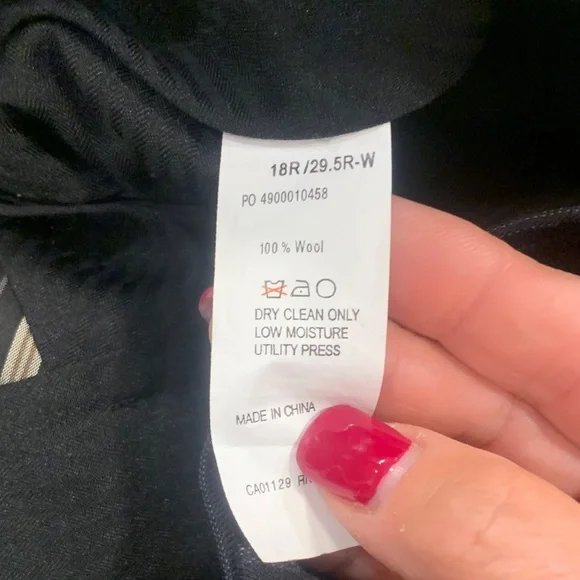 18R/29.5R-W
PO 4900010458
100% Wool
DRY CLEAN ONLY
LOW MOISTURE
UTILITY PRESS
MADE IN CHINA
CA01129